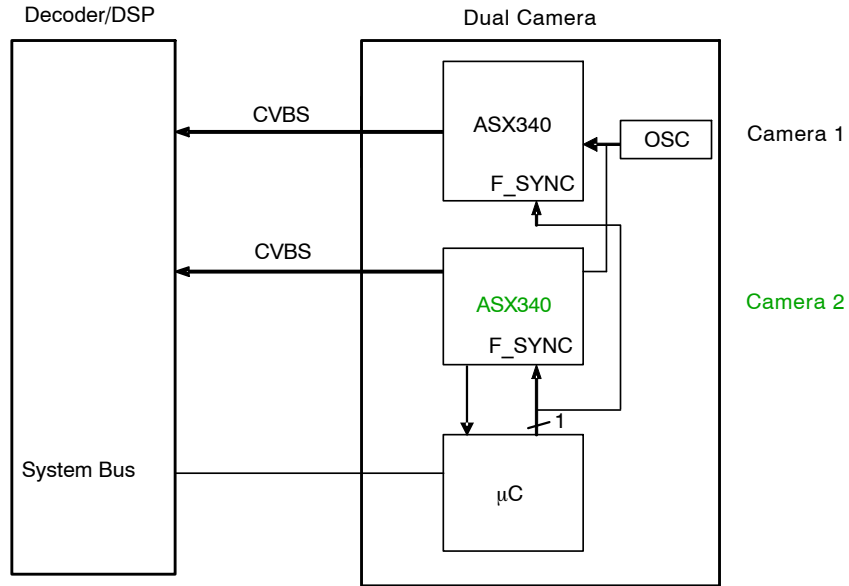 Decoder/DSP
Dual Camera
CVBS
ASX340
OSC
Camera 1
F_SYNC
CVBS
ASX340
Camera 2
F_SYNC
1
System Bus
μC